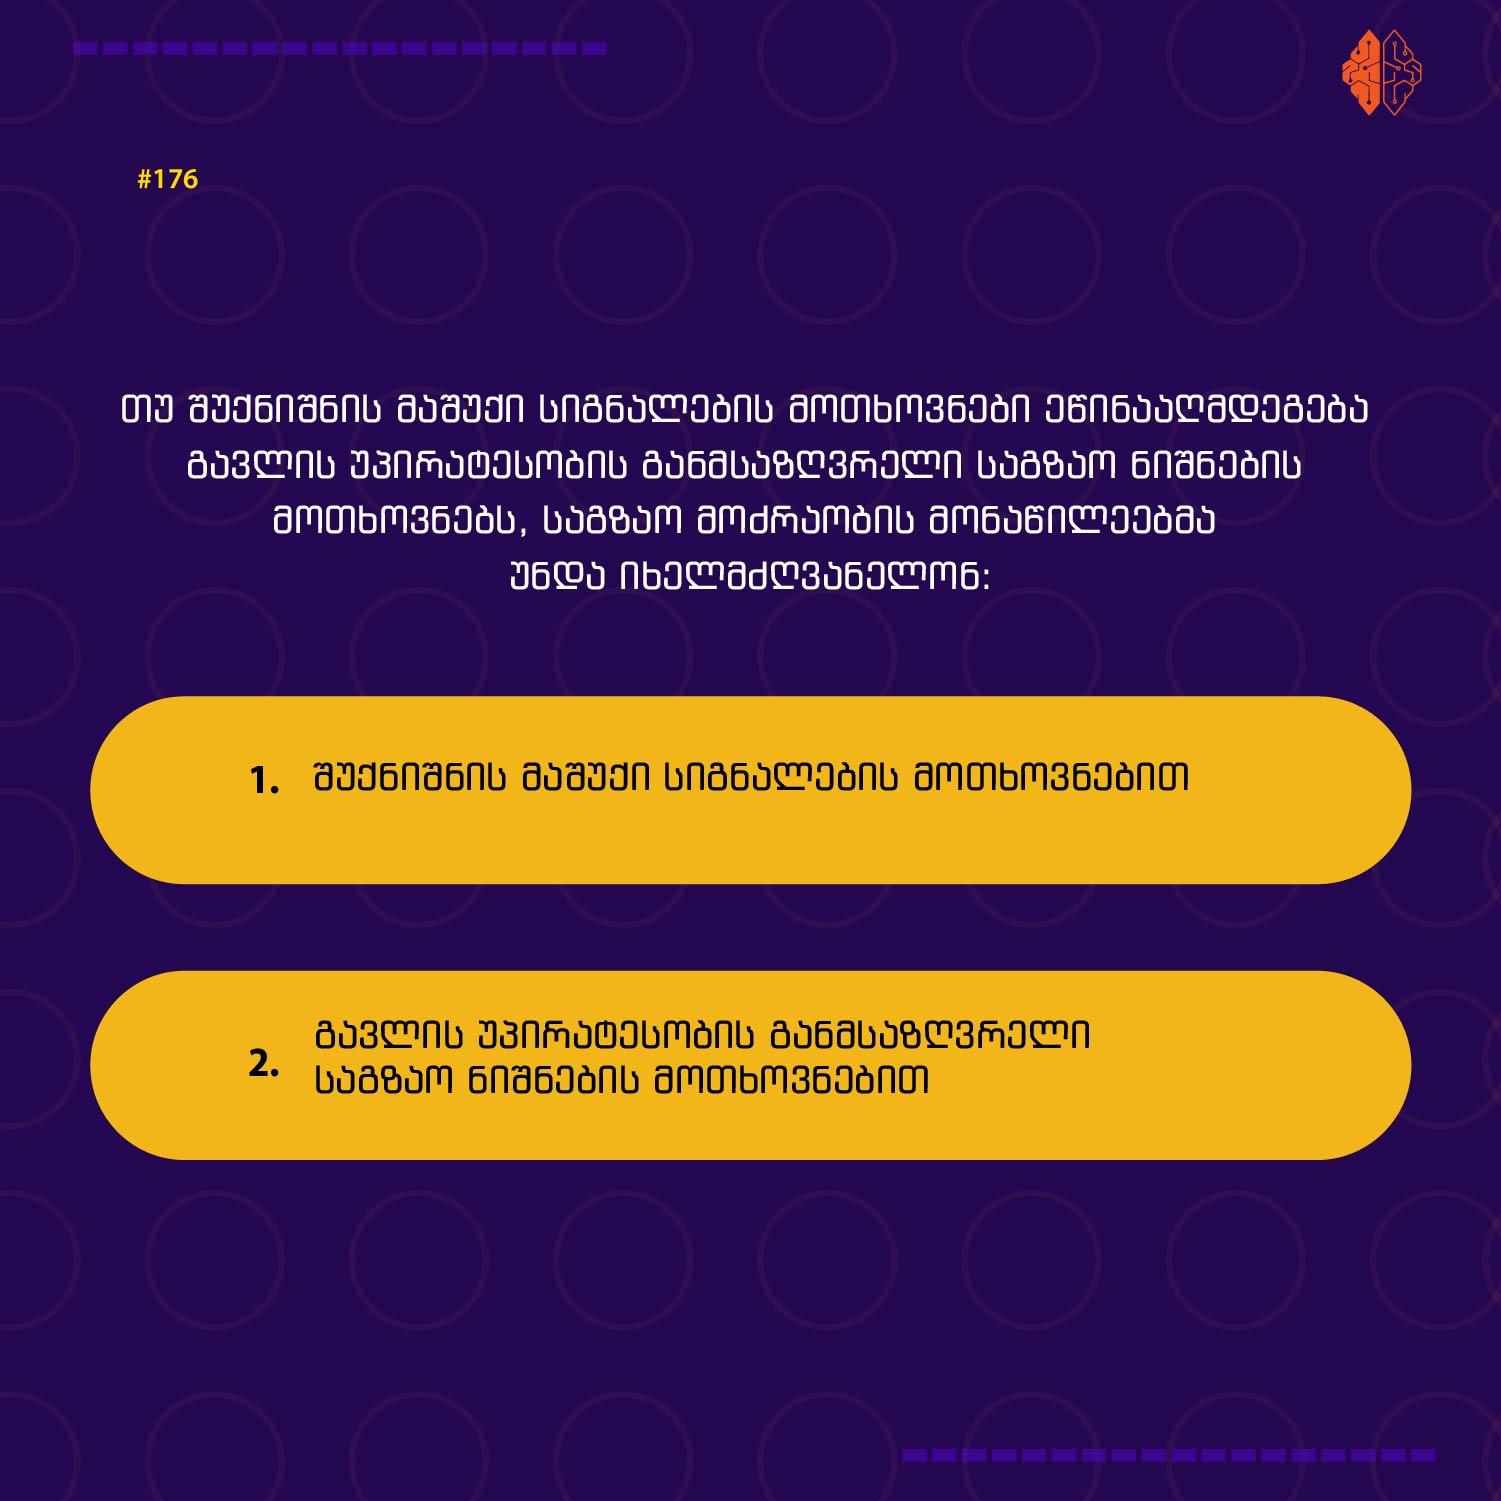 #176
თუ შუქნიშნის მაშუქი სიგნალების მოთხოვნები ეწინააღმდეგება
გავლის უპირატესობის განმსაზღვრელი საგზაო ნიშნების
მოთხოვნებს, საგზაო მოძრაობის მონაწილეებმა
უნდა იხელმძღვანელონ:
1. შუქნიშნის მაშუქი სიგნალების მოთხოვნებით
2. გავლის უპირატესობის განმსაზღვრელი
საგზაო ნიშნების მოთხოვნებით